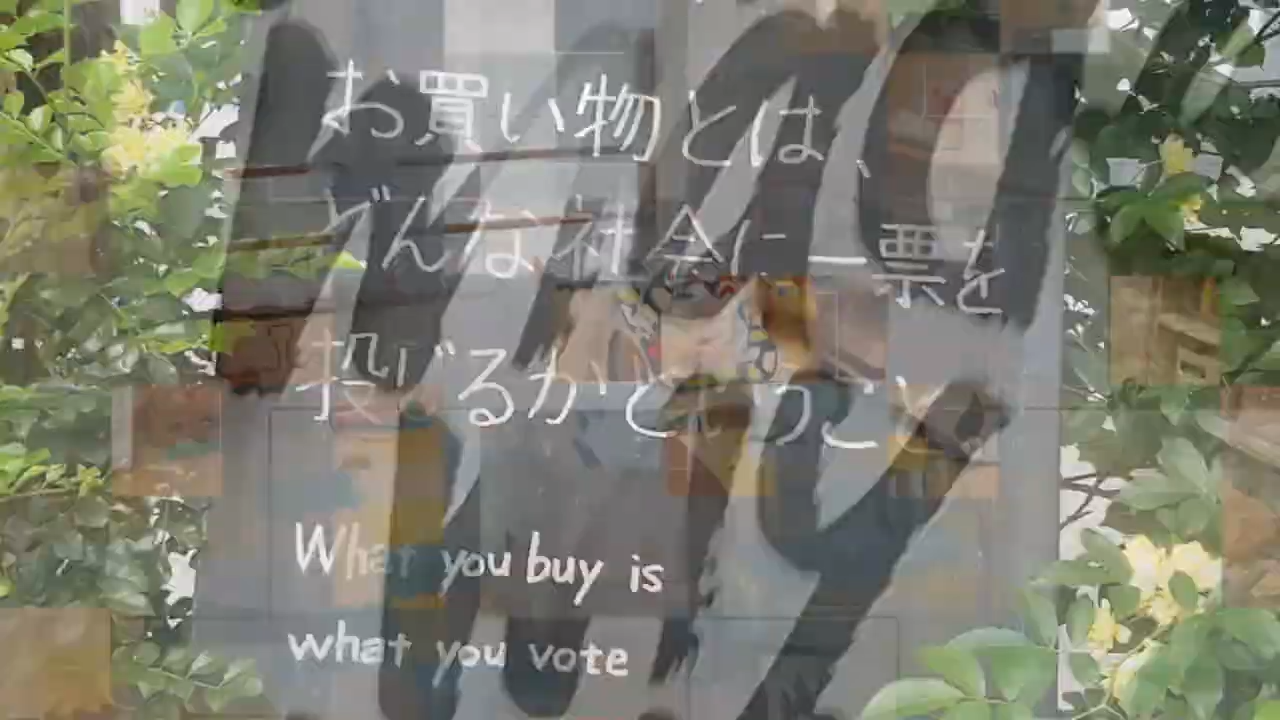 お買い物とは、
どんな社会に一票を
投じるかということ
What you buy is
what you vote